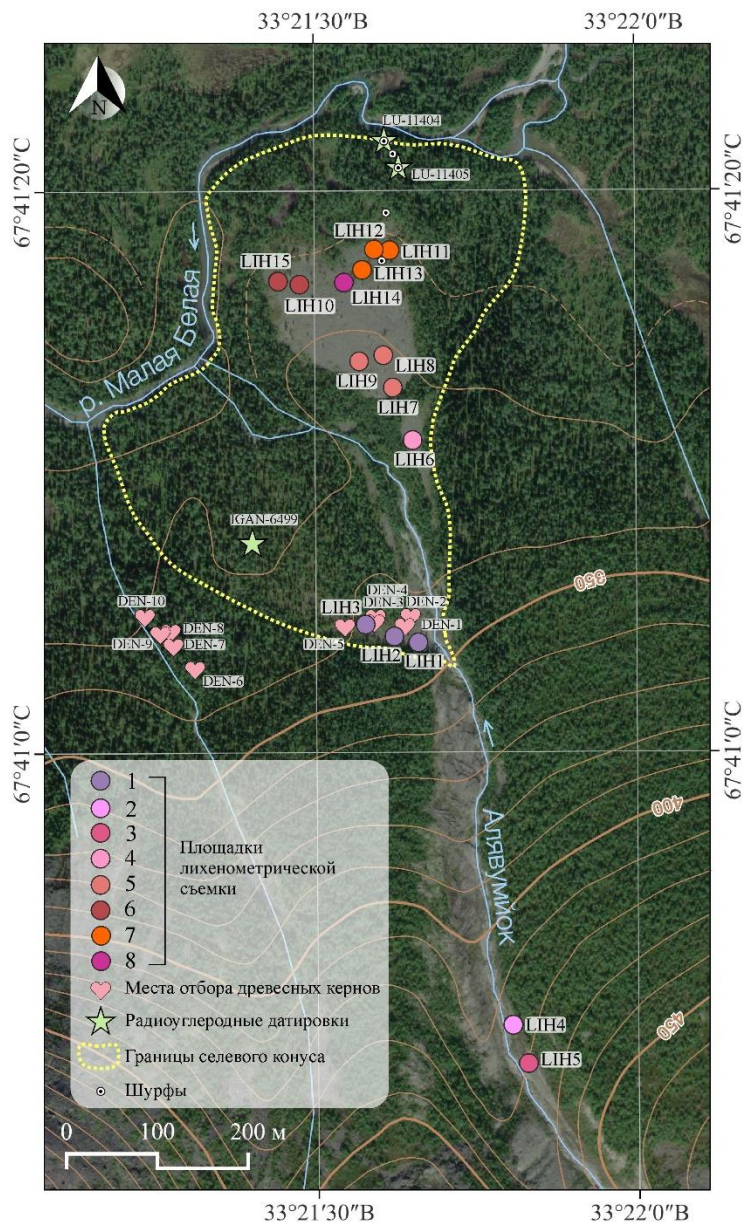 33°21'30"В
33°22'0"В
N
LU-11404
67°41'20"С
67°41'20"С
LU-11405
LIH12
LIH11
LIH15
LIH13
LIH10
LIH14
р. Малая Белая
LIH9
LIH8
LIH7
LIH6
IGAN-6499
350
DEN-10
DEN-4
LIH3
DEN-3
DEN-2
DEN-8
DEN-1
DEN-9
DEN-7
DEN-5
LIH2
LIH1
DEN-6
67°41'0"С
67°41'0"С
400
1
2
3
4
5
6
7
8
Площадки
лихенометрической
съемки
Алявумйок
Места отбора древесных кернов
Радиоуглеродные датировки
LIH4
450
Границы селевого конуса
LIH5
Шурфы
0
100
200 м
33°21'30"В
33°22'0"В